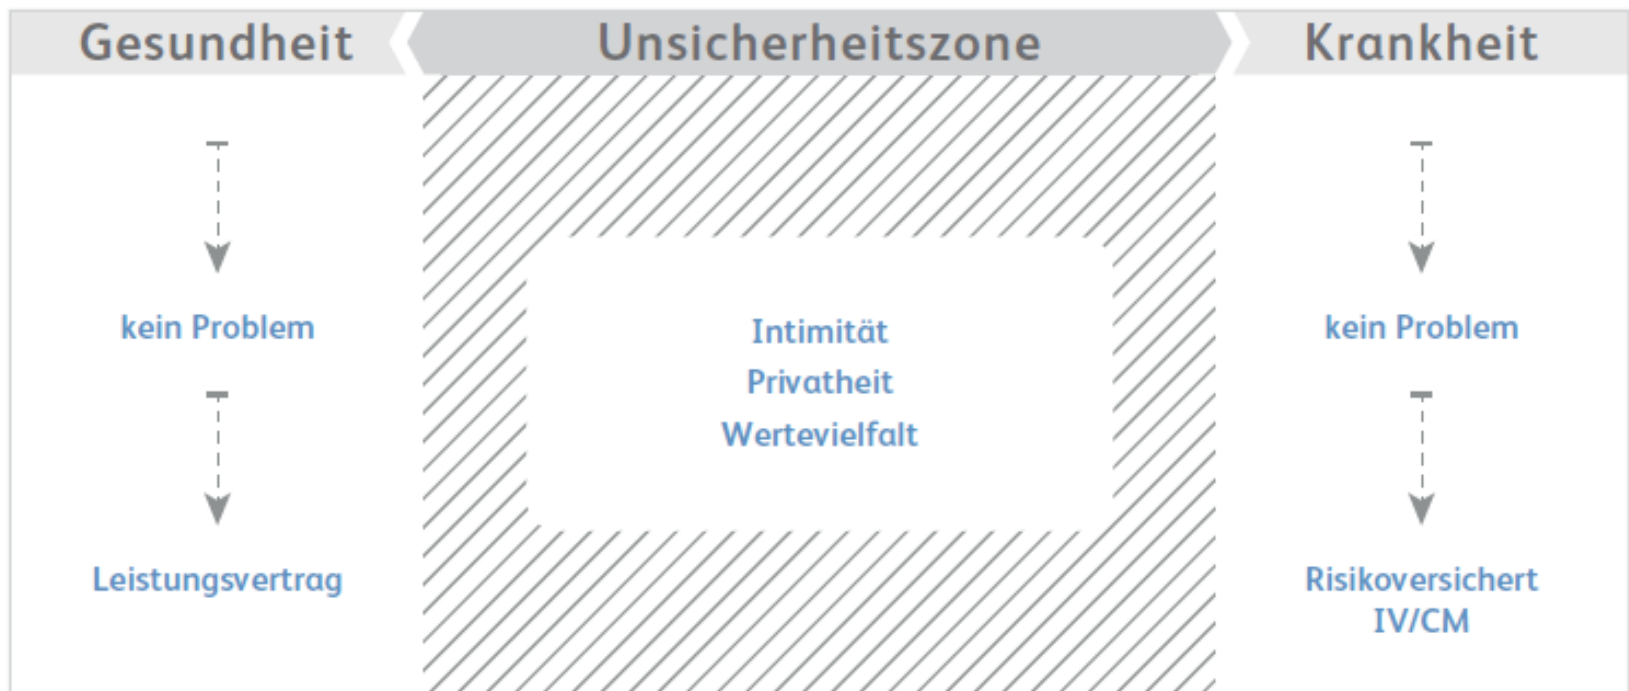 Gesundheit
Unsicherheitszone
Krankheit
kein Problem
Leistungsvertrag
Intimität
Privatheit
Wertevielfalt
kein Problem
Risikoversichert
IV/CM